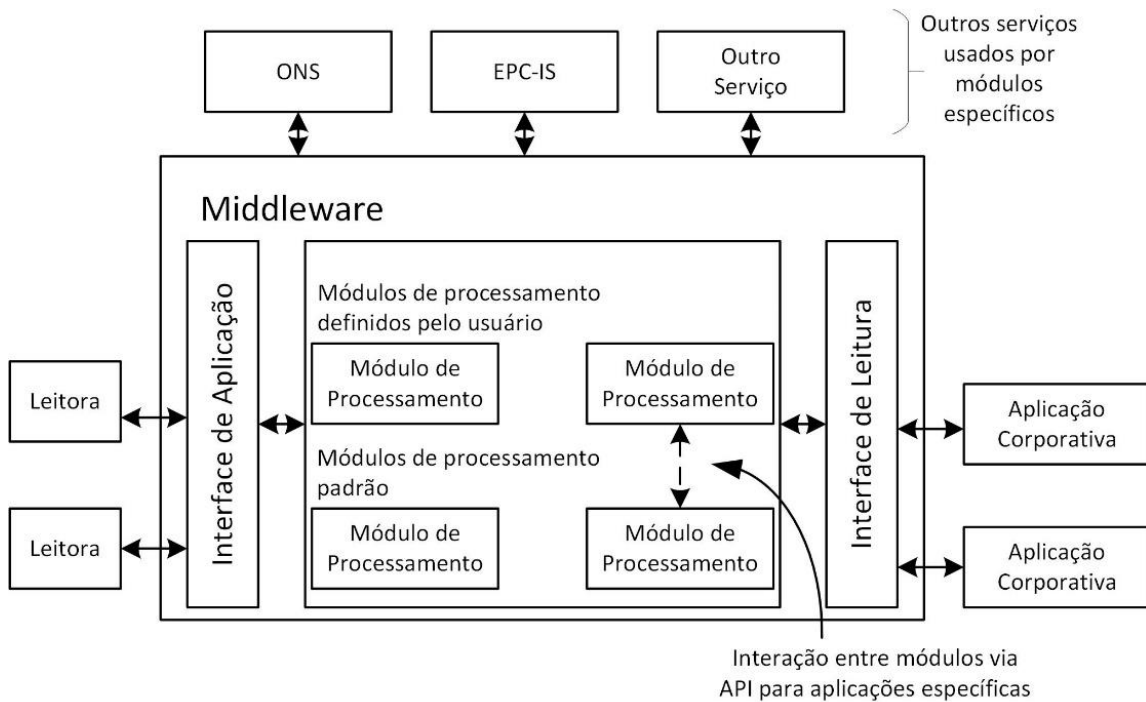 ONS
EPC-IS
Outro
Serviço
Outros serviços
usados por
módulos
específicos
Middleware
Interface de Aplicação
Módulos de processamento
definidos pelo usuário
Módulo de
Processamento
Módulo de
Processamento
Módulos de processamento
padrão
Módulo de
Processamento
Módulo de
Processamento
Interface de Leitura
Leitora
Leitora
Aplicação
Corporativa
Aplicação
Corporativa
Interação entre módulos via
API para aplicações específicas